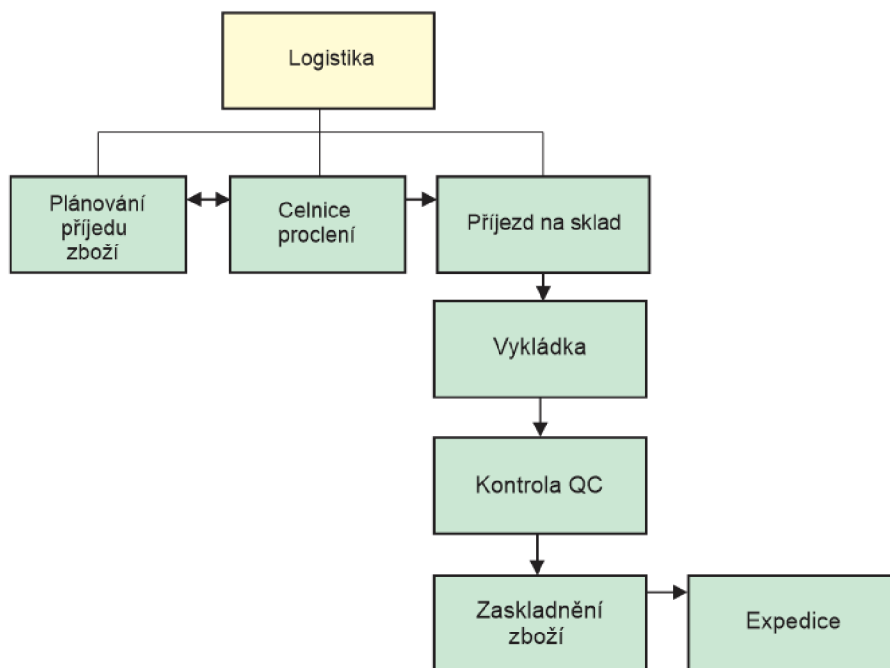 Logistika
Plánování
příjedu
zboží
Celnice
proclení
Příjezd na sklad
Vykládka
Kontrola QC
Zaskladnění
zboží
Expedice